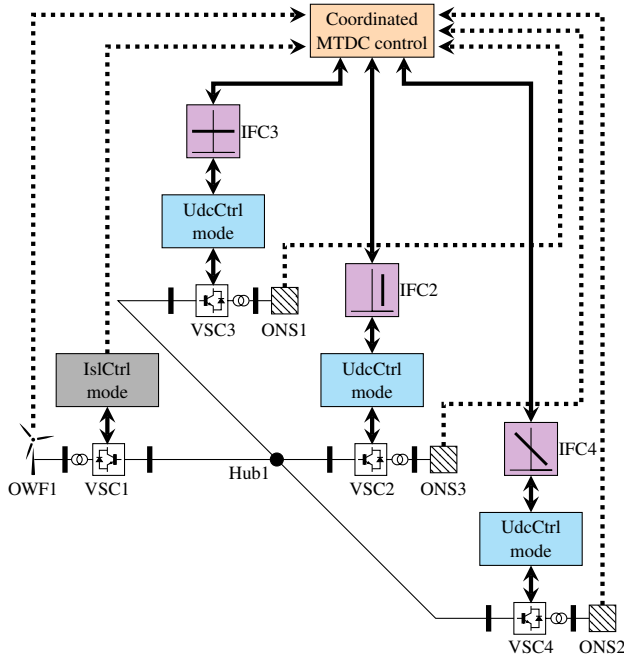 Coordinated
MTDC control
IFC3
UdcCtrl
mode
VSC3
ONS1
IFC2
IslCtrl
mode
UdcCtrl
mode
IFC4
OWF1
VSC1
Hub1
VSC2
ONS3
UdcCtrl
mode
VSC4
ONS2